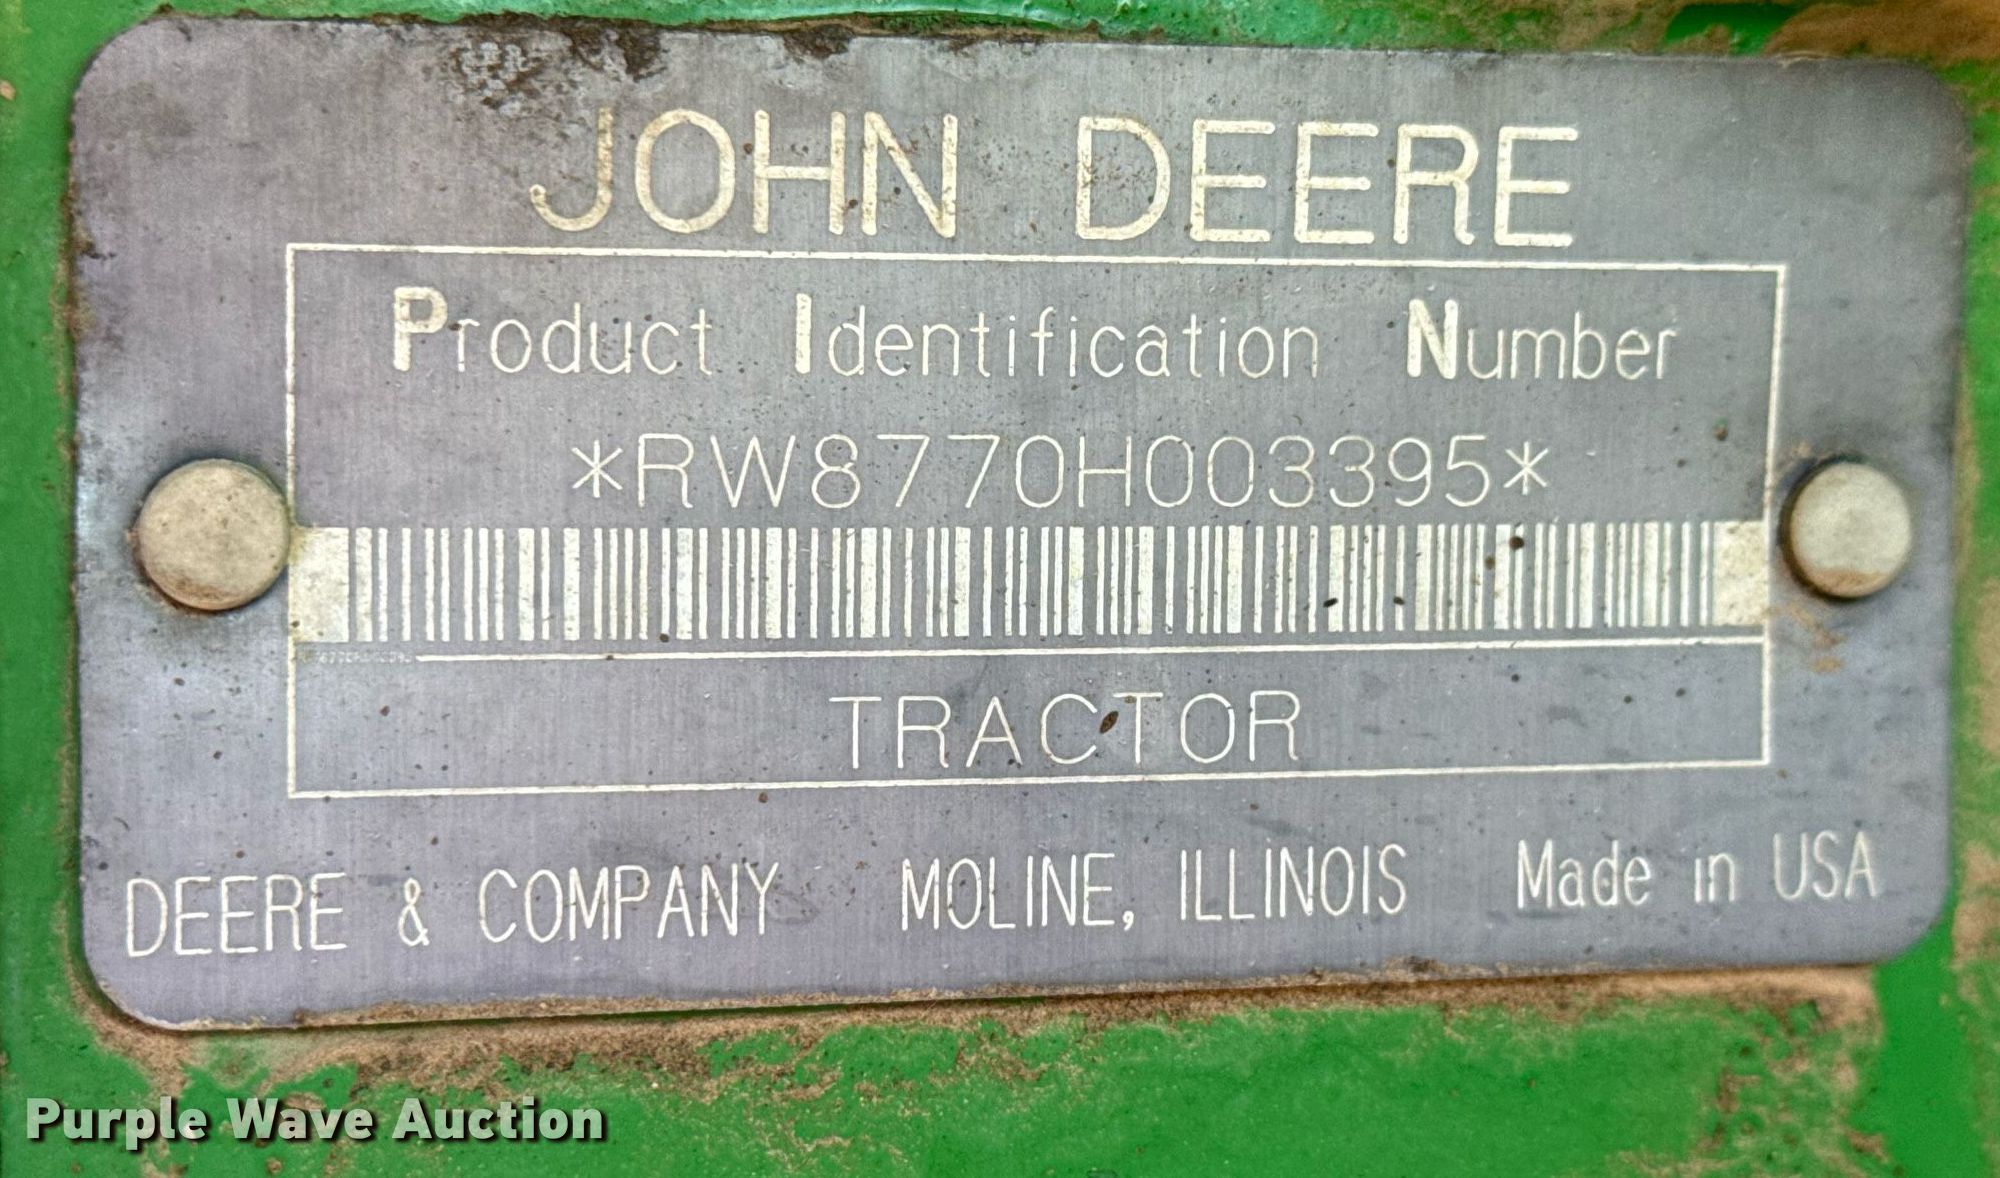 JOHN DEERE
Product Identification Number
*RW8770H003395*
TRACTOR
DEERE & COMPANY MOLINE, ILLINOIS Made in USA
Purple Wave Auction